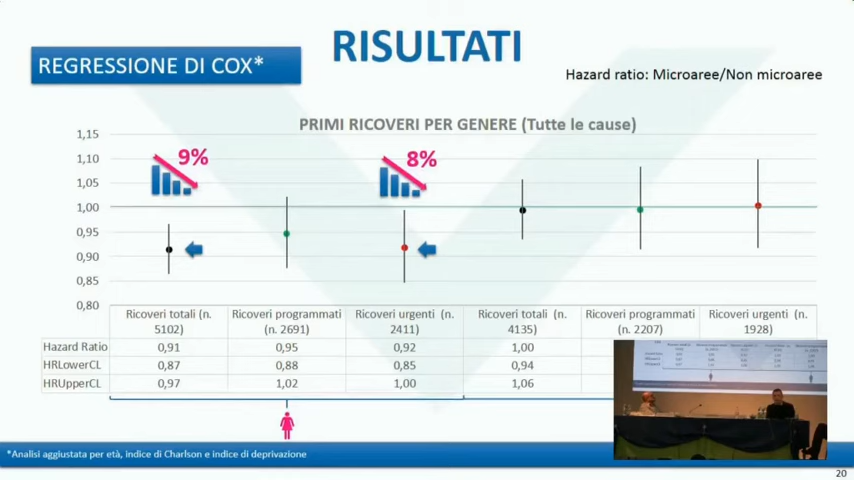 RISULTATI
REGRESSIONE DI COX*
Hazard ratio: Microaree/Non microaree
PRIMI RICOVERI PER GENERE (Tutte le cause)
1,15
1,10
1,05
1,00
0,95
0,90
0,85
0,80
9%
8%
Ricoveri totali (n. 5102)
Ricoveri programmati (n. 2691)
Ricoveri urgenti (n. 2411)
Ricoveri totali (n. 4135)
Ricoveri programmati (n. 2207)
Ricoveri urgenti (n. 1928)
Hazard Ratio 0,91 0,95 0,92 1,00
HRLowerCL 0,87 0,88 0,85 0,94
HRUpperCL 0,97 1,02 1,00 1,06
*Analisi aggiustata per età, indice di Charlson e indice di deprivazione
20